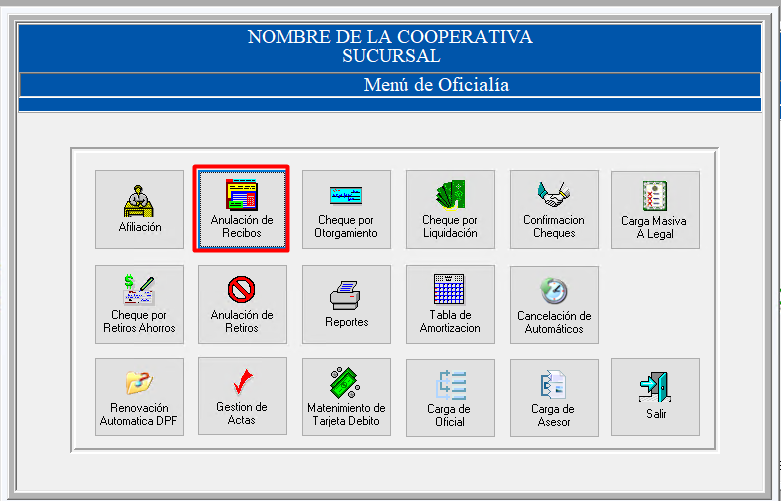 NOMBRE DE LA COOPERATIVA
SUCURSAL
Menú de Oficialía
Afiliación
Anulación de
Recibos
Cheque por
Otorgamiento
Cheque por
Liquidación
Confirmacion
Cheques
Carga Masiva
A Legal
Cheque por
Retiros Ahorros
Anulación de
Retiros
Reportes
Tabla de
Amortizacion
Cancelación de
Automáticos
Renovación
Automatica DPF
Gestion de
Actas
Matenimiento de
Tarjeta Debito
Carga de
Oficial
Carga de
Asesor
Salir